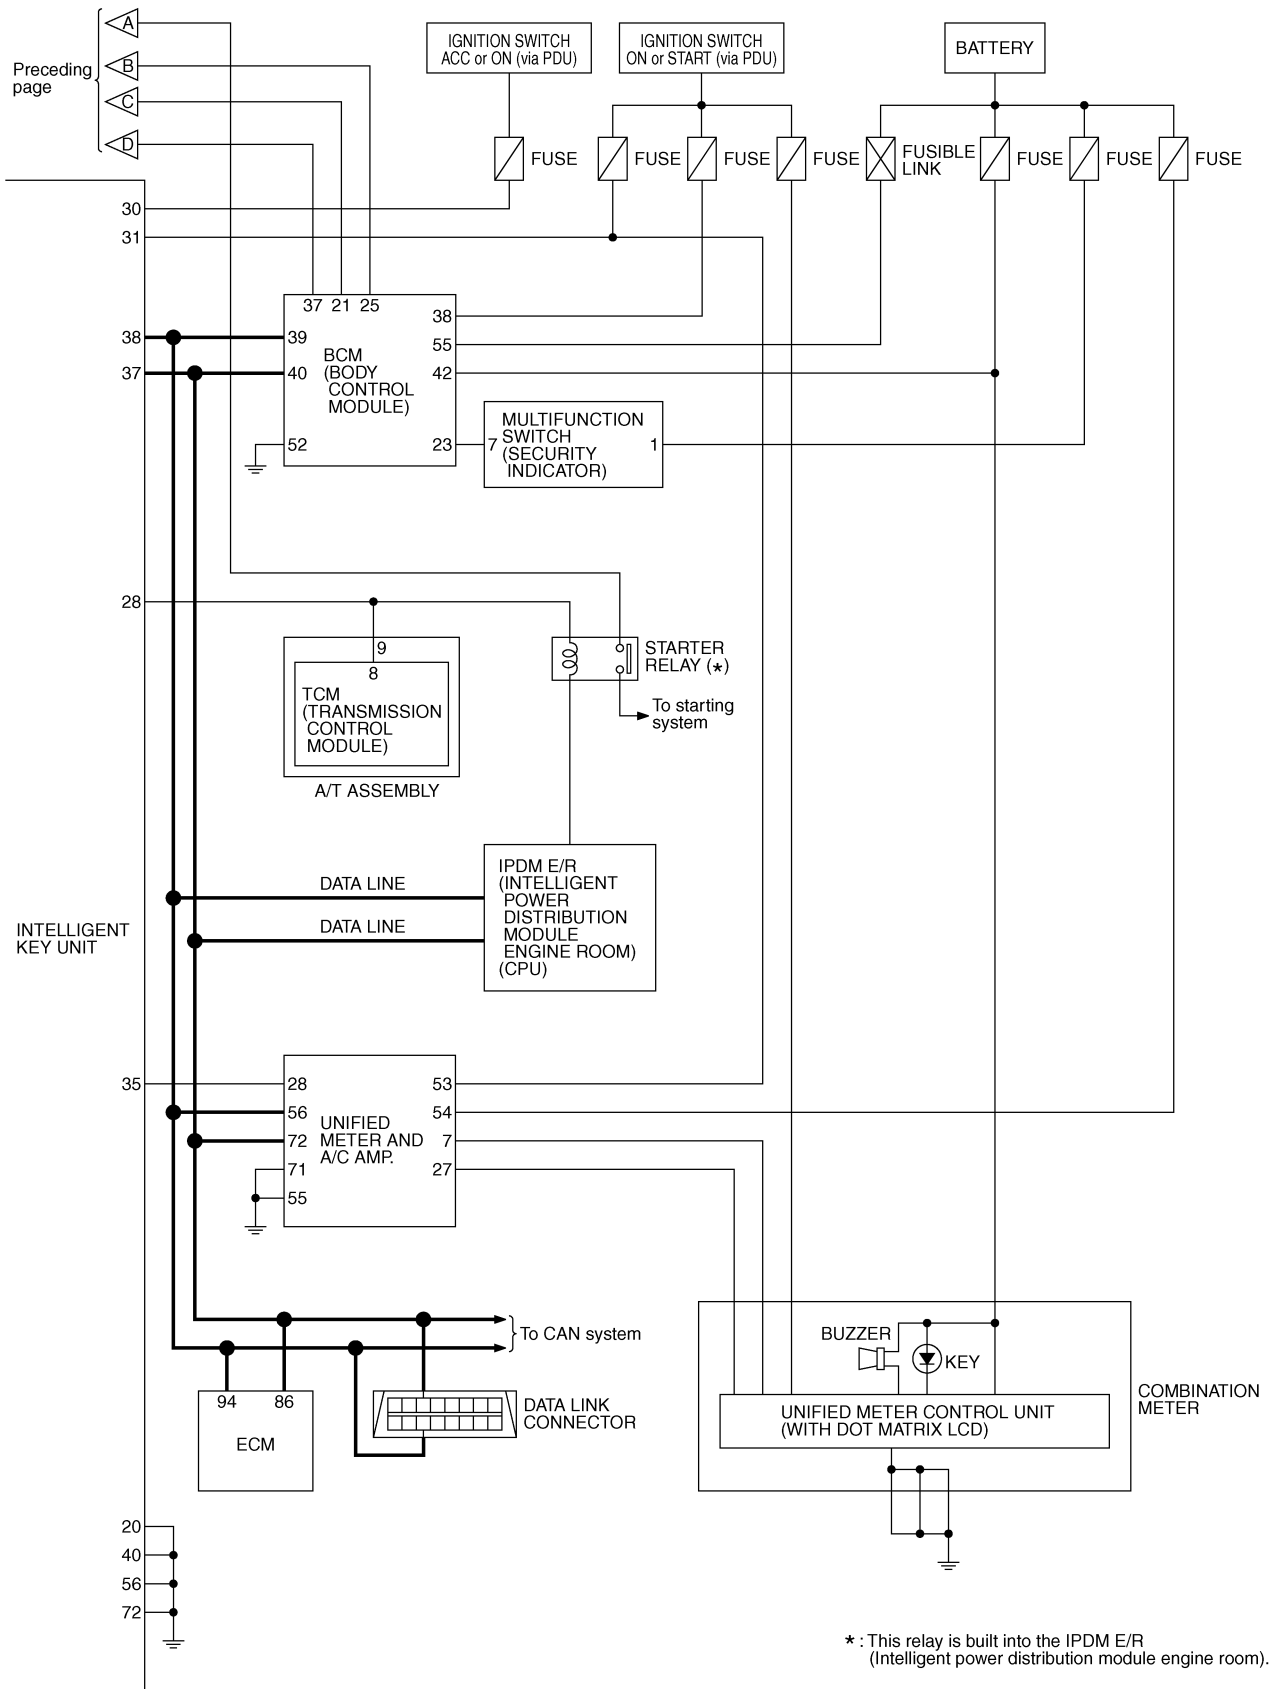 A
B
C
D
Preceding
page
IGNITION SWITCH
ACC or ON (via PDU)
IGNITION SWITCH
ON or START (via PDU)
BATTERY
FUSE
FUSE
FUSE
FUSE
FUSIBLE
LINK
FUSE
FUSE
FUSE
30
31
37 21 25
38
55
42
23
38
37
39
40
52
BCM
(BODY
CONTROL
MODULE)
MULTIFUNCTION
SWITCH
(SECURITY
INDICATOR)
7
1
28
9
8
TCM
(TRANSMISSION
CONTROL
MODULE)
A/T ASSEMBLY
STARTER
RELAY (*)
To starting
system
DATA LINE
DATA LINE
IPDM E/R
(INTELLIGENT
POWER
DISTRIBUTION
MODULE
ENGINE ROOM)
(CPU)
INTELLIGENT
KEY UNIT
35
28
56
72
71
55
UNIFIED
METER AND
A/C AMP.
53
54
7
27
To CAN system
94 86
ECM
DATA LINK
CONNECTOR
BUZZER
KEY
UNIFIED METER CONTROL UNIT
(WITH DOT MATRIX LCD)
COMBINATION
METER
20
40
56
72
* : This relay is built into the IPDM E/R
(Intelligent power distribution module engine room).